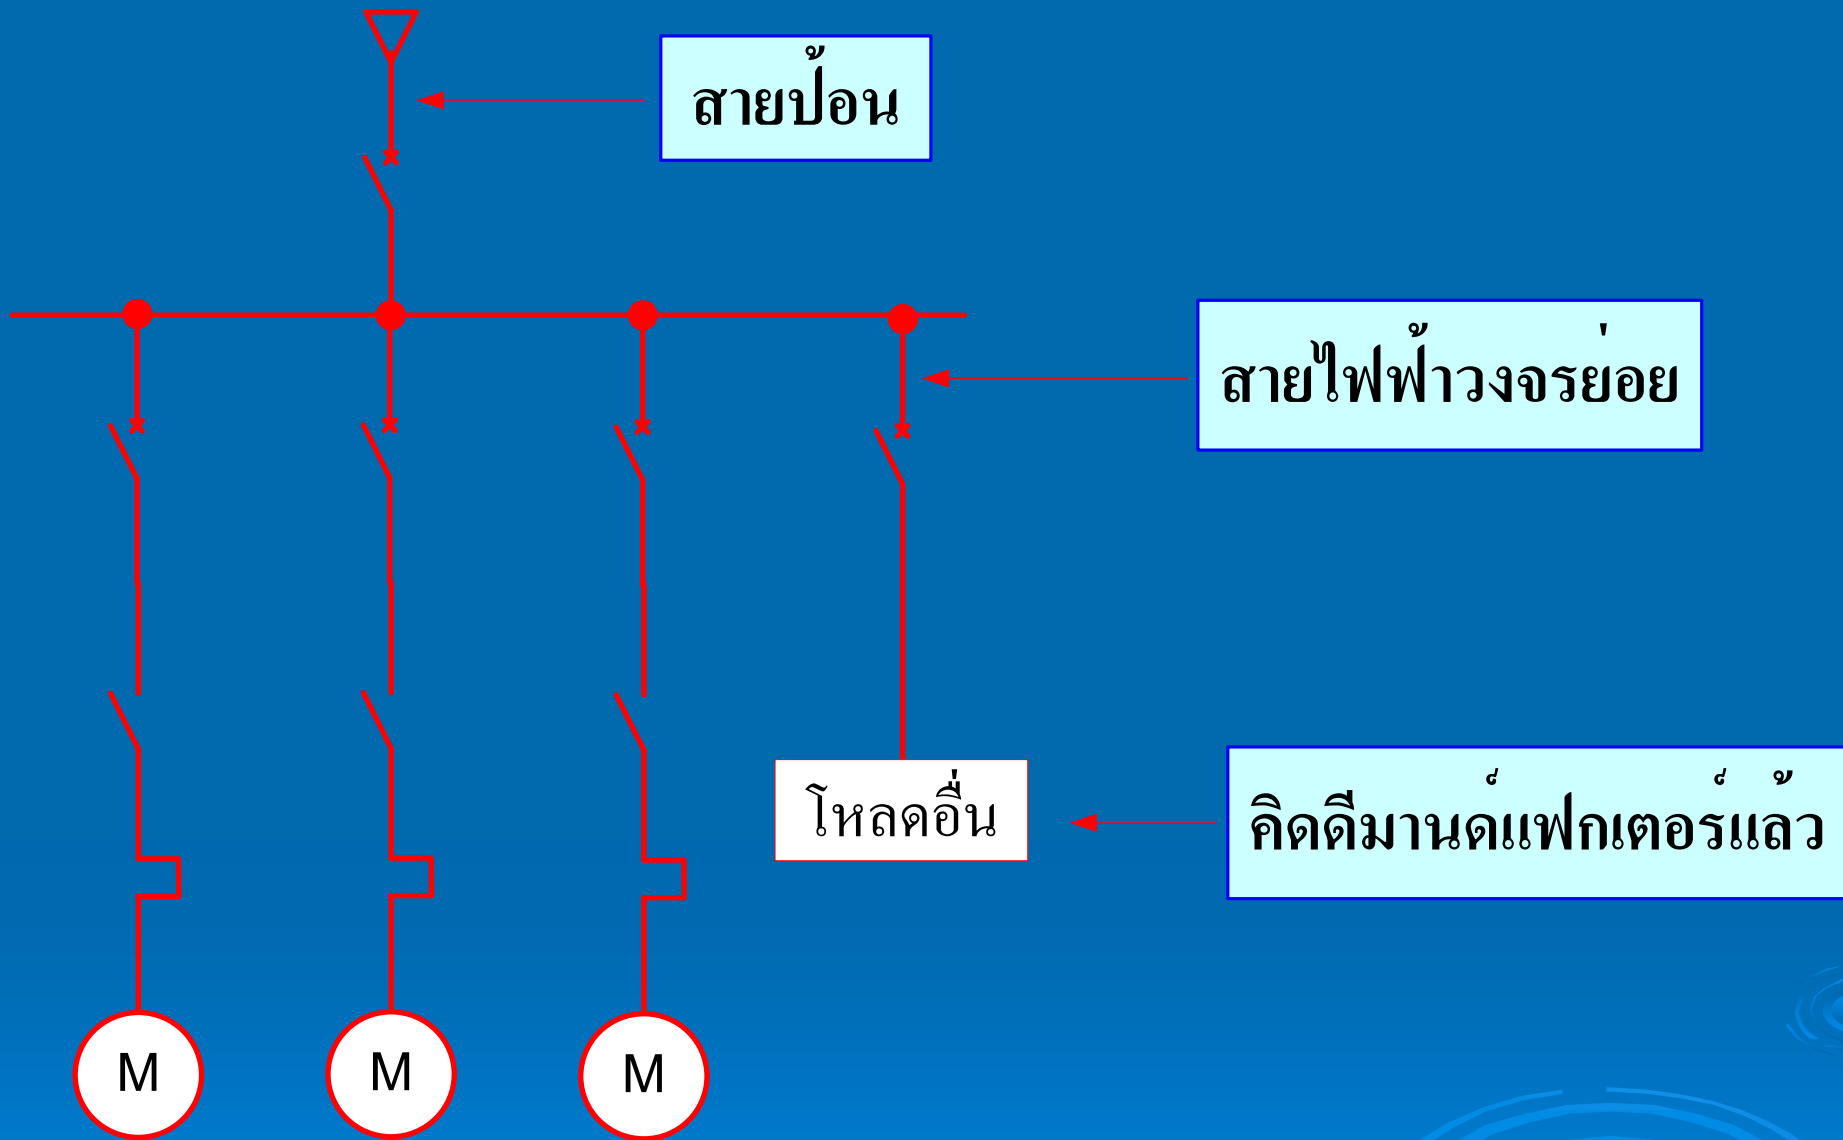 สายป้อน
สายไฟฟ้าวงจรย่อย
โหลดอื่น
คิดดีมานด์แฟกเตอร์แล้ว
M
M
M